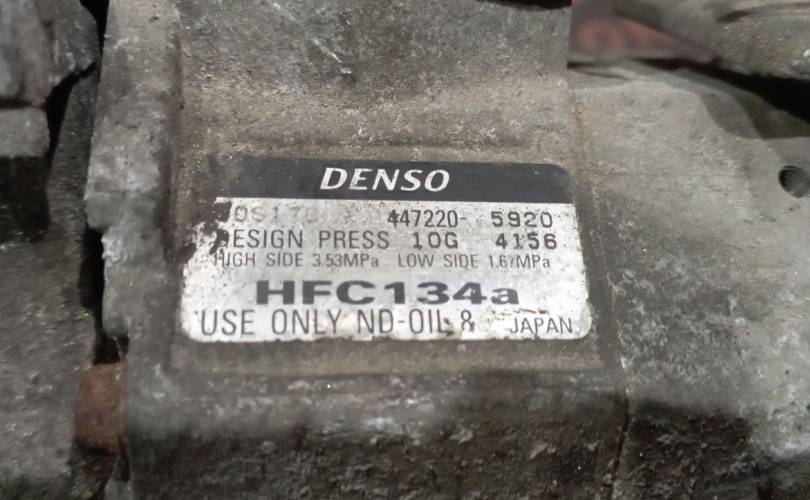 DENSO
447220- 5920
DESIGN PRESS 10G 4156
HIGH SIDE 3.53MPa LOW SIDE 1.67MPa
HFC134a
USE ONLY ND-OIL 8 JAPAN